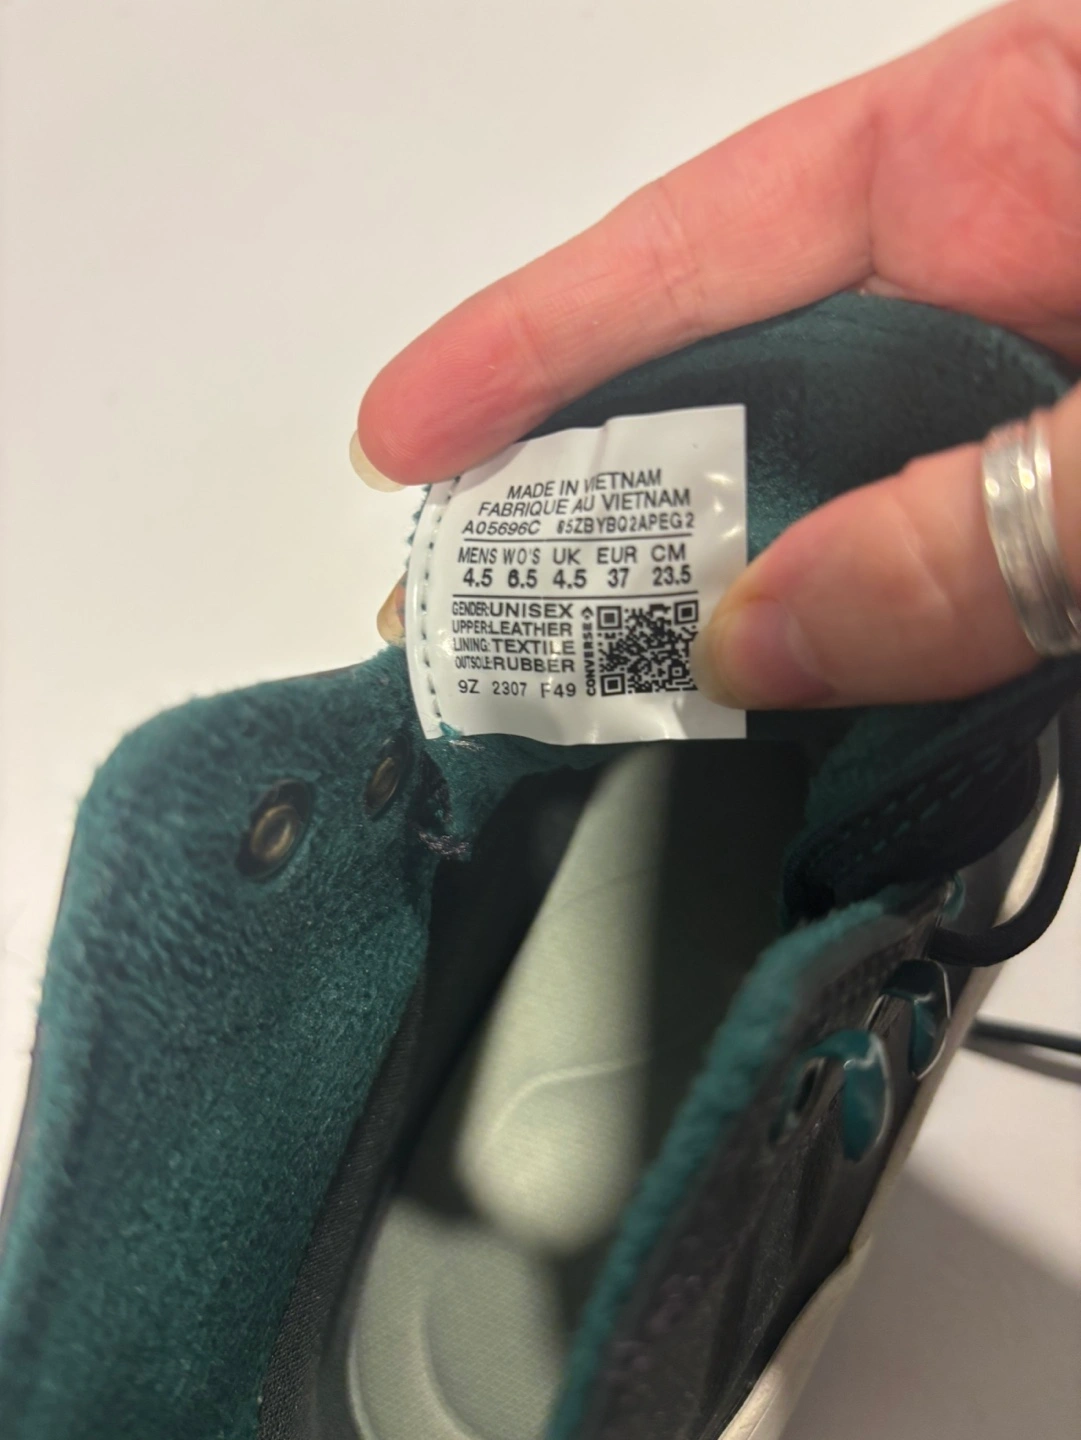 MADE IN VIETNAM
FABRIQUE AU VIETNAM
A05696C 65ZBYBQ2APEG2
MENS WO'S UK EUR CM
4.5 6.5 4.5 37 23.5
GENDER:UNISEX
UPPER:LEATHER
LINING:TEXTILE
OUTSOLE:RUBBER
9Z 2307 F49
CONVERSE